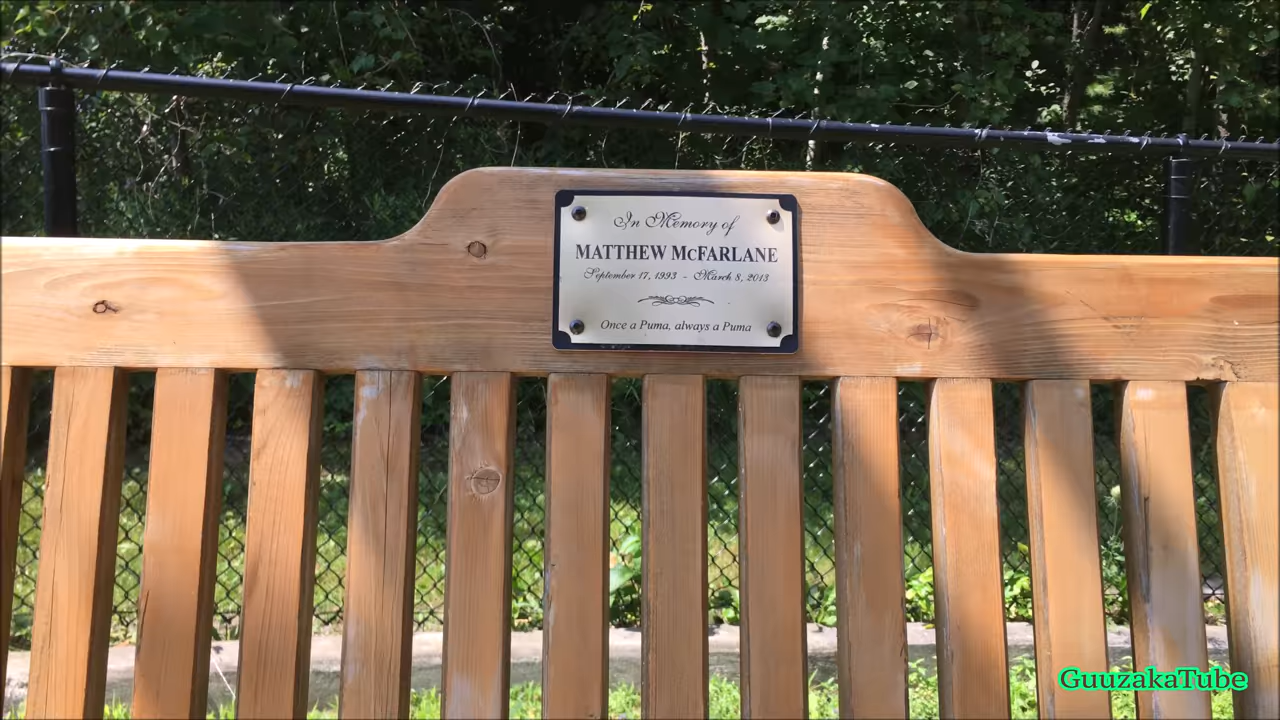 In Memory of
MATTHEW McFARLANE
September 17, 1993 - March 8, 2013
Once a Puma, always a Puma
GuuzakaTube